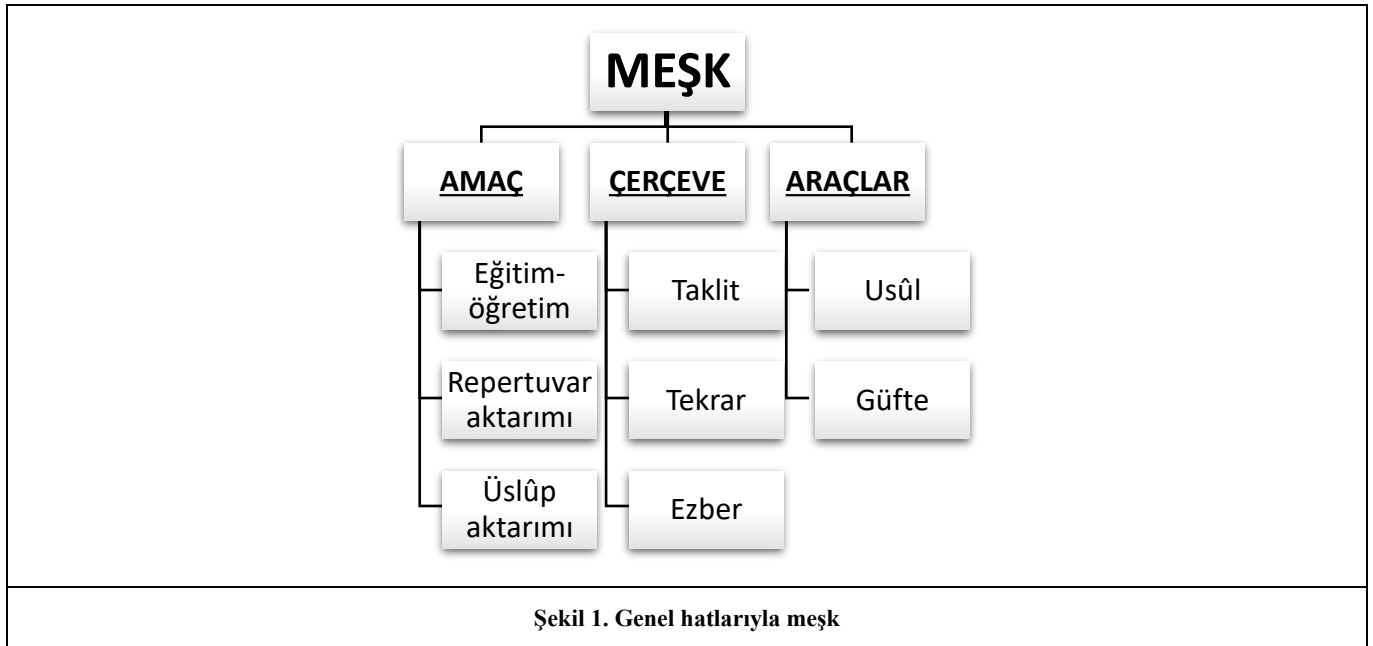 MEŞK
AMAÇ
Eğitim-
öğretim
Repertuvar
aktarımı
Üslûp
aktarımı
ÇERÇEVE
Taklit
Tekrar
Ezber
ARAÇLAR
Usûl
Güfte
Şekil 1. Genel hatlarıyla meşk